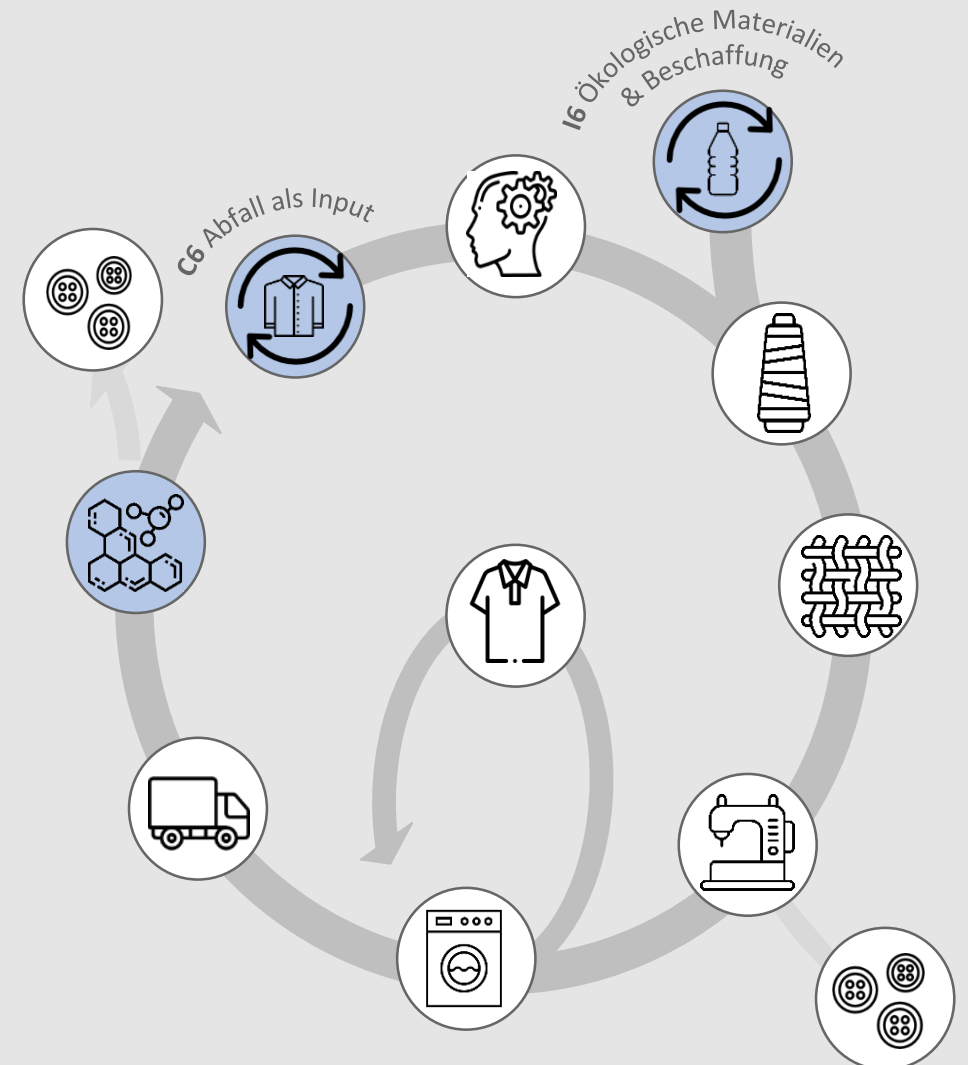 I6 Ökologische Materialien
& Beschaffung
C6 Abfall als Input